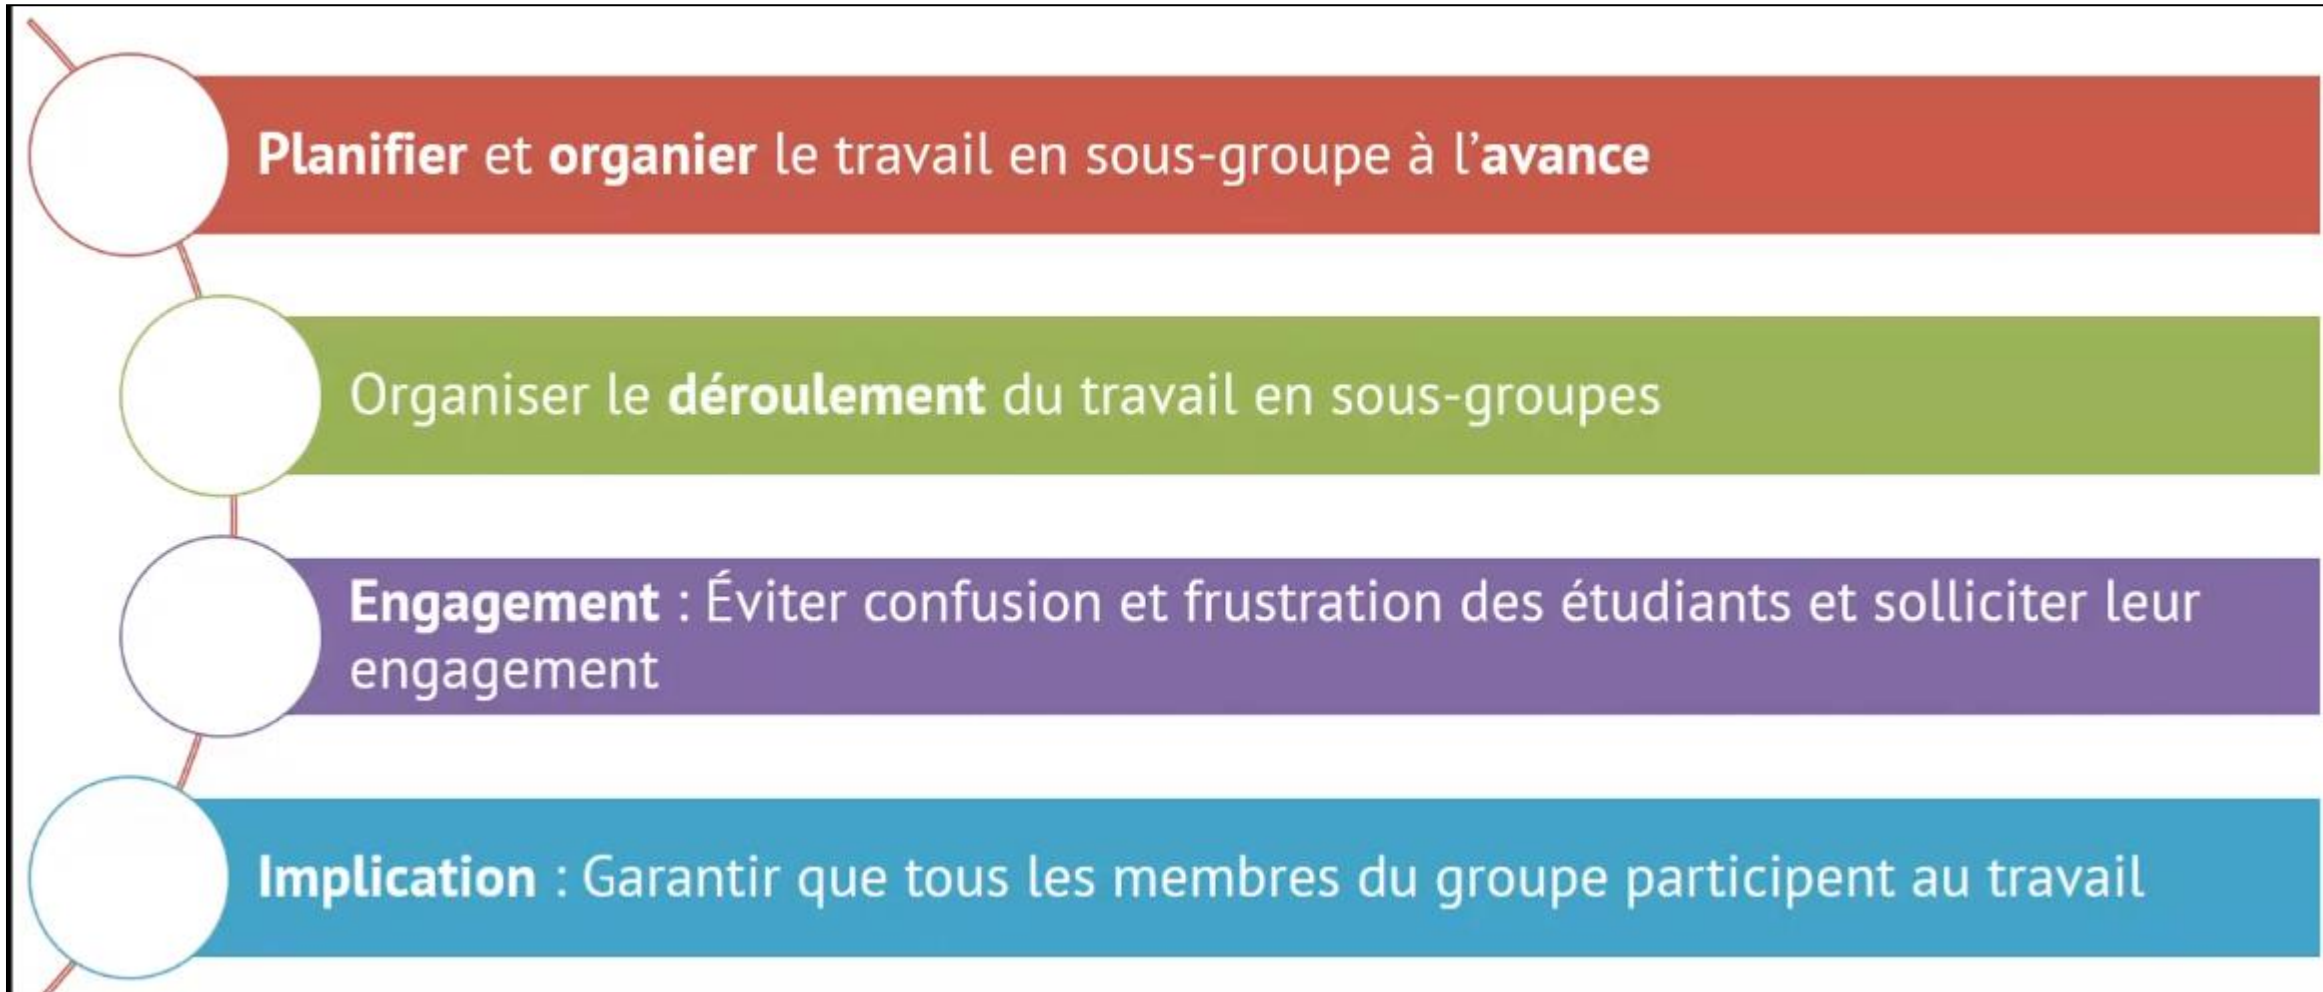 Planifier et organier le travail en sous-groupe à l’avance
Organiser le déroulement du travail en sous-groupes
Engagement : Éviter confusion et frustration des étudiants et solliciter leur
engagement
Implication : Garantir que tous les membres du groupe participent au travail